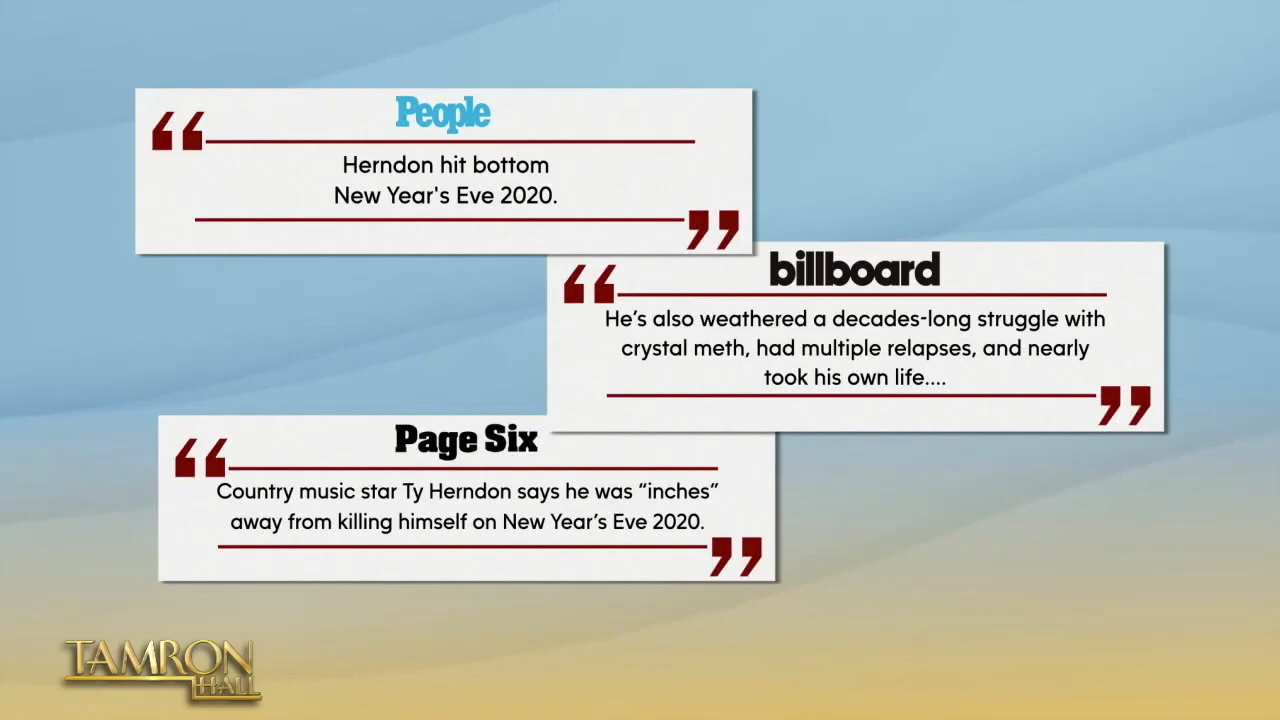 People
Herndon hit bottom
New Year's Eve 2020.
billboard
He’s also weathered a decades-long struggle with
crystal meth, had multiple relapses, and nearly
took his own life....
Page Six
Country music star Ty Herndon says he was “inches”
away from killing himself on New Year’s Eve 2020.
TAMRON
HALL